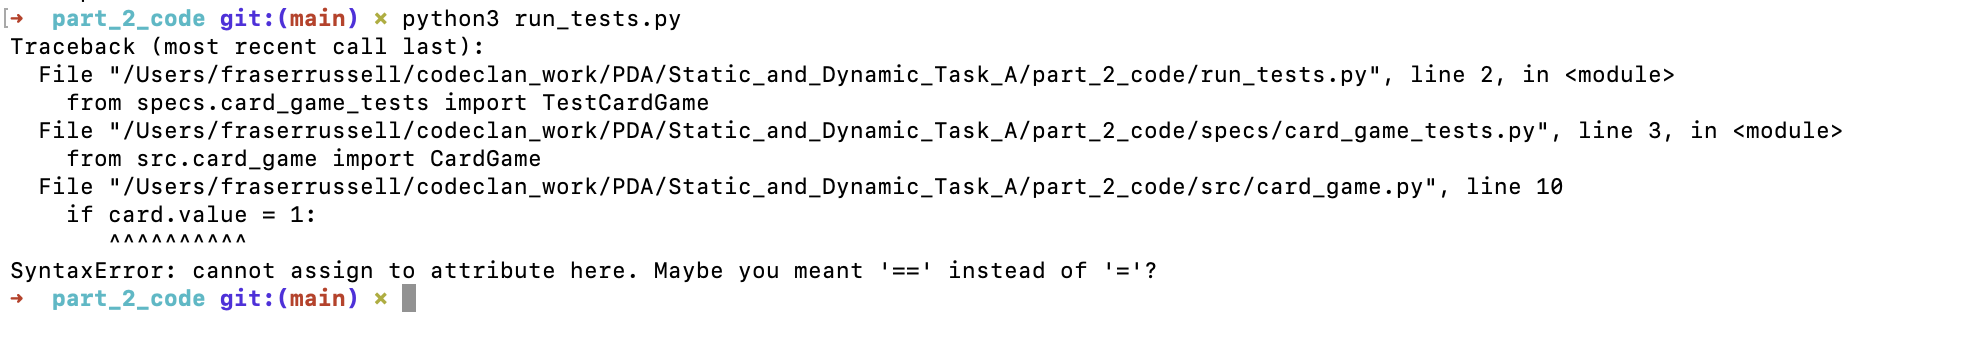 [➜  part_2_code git:(main) ✗ python3 run_tests.py
Traceback (most recent call last):
  File "/Users/fraserrussell/codeclan_work/PDA/Static_and_Dynamic_Task_A/part_2_code/run_tests.py", line 2, in <module>
    from specs.card_game_tests import TestCardGame
  File "/Users/fraserrussell/codeclan_work/PDA/Static_and_Dynamic_Task_A/part_2_code/specs/card_game_tests.py", line 3, in <module>
    from src.card_game import CardGame
  File "/Users/fraserrussell/codeclan_work/PDA/Static_and_Dynamic_Task_A/part_2_code/src/card_game.py", line 10
    if card.value = 1:
       ^^^^^^^^^^
SyntaxError: cannot assign to attribute here. Maybe you meant '==' instead of '='?
➜  part_2_code git:(main) ✗